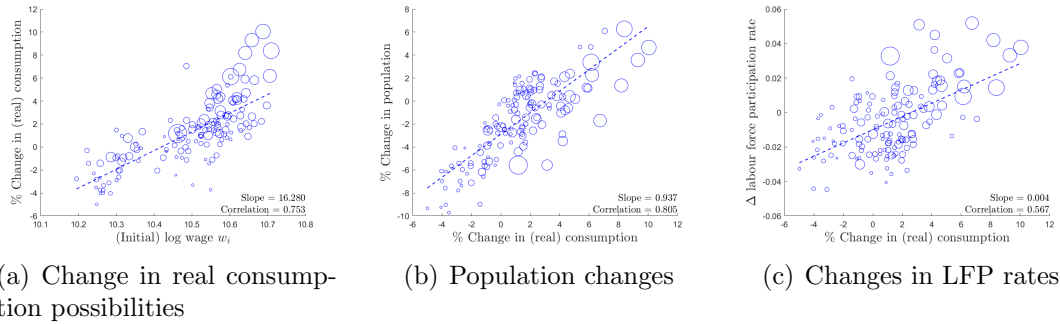 12
10
8
6
4
2
0
-2
-4
-6
10.1 10.2 10.3 10.4 10.5 10.6 10.7 10.8
% Change in (real) consumption
(Initial) log wage wᵢ
Slope = 16.280
Correlation = 0.753
8
6
4
2
0
-2
-4
-6
-8
-10
-6 -4 -2 0 2 4 6 8 10 12
% Change in population
% Change in (real) consumption
Slope = 0.937
Correlation = 0.805
0.06
0.04
0.02
0
-0.02
-0.04
-0.06
-6 -4 -2 0 2 4 6 8 10 12
Δ labour force participation rate
% Change in (real) consumption
Slope = 0.004
Correlation = 0.567
(a) Change in real consump-
tion possibilities
(b) Population changes
(c) Changes in LFP rates